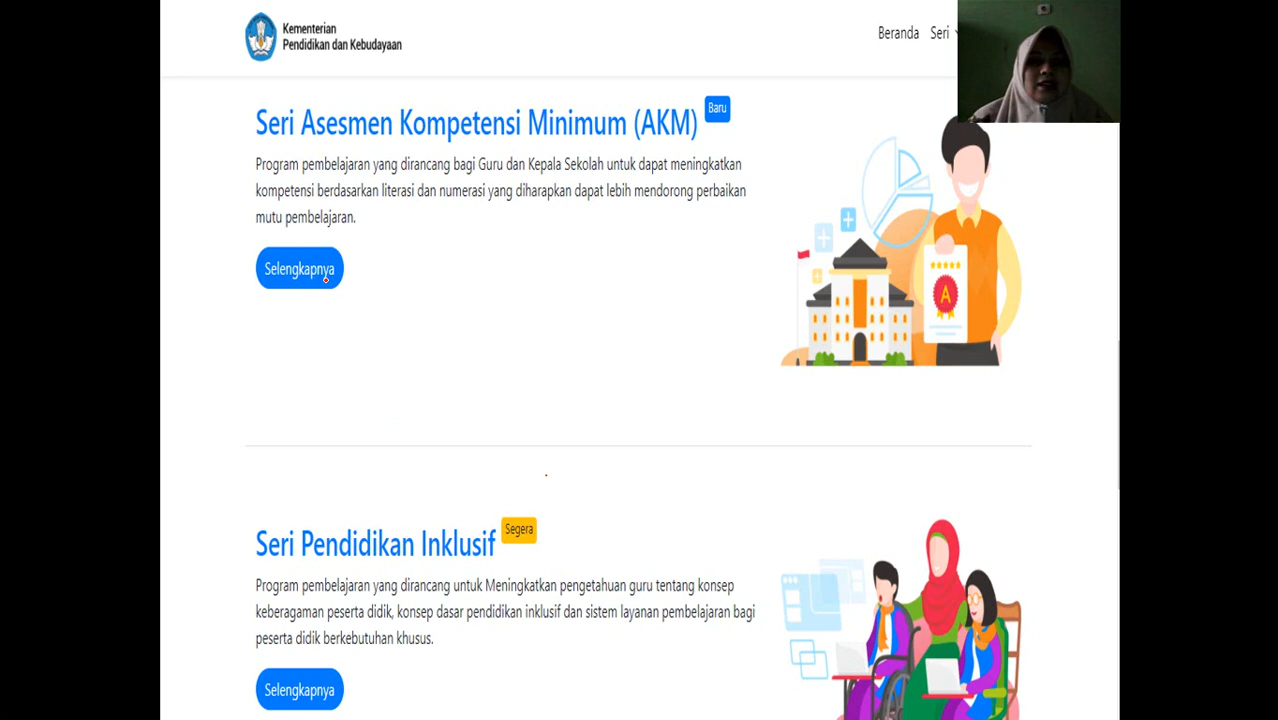 Kementerian
Pendidikan dan Kebudayaan
Beranda Seri
Seri Asesmen Kompetensi Minimum (AKM) Baru
Program pembelajaran yang dirancang bagi Guru dan Kepala Sekolah untuk dapat meningkatkan
kompetensi berdasarkan literasi dan numerasi yang diharapkan dapat lebih mendorong perbaikan
mutu pembelajaran.
Selengkapnya
A
Seri Pendidikan Inklusif Segera
Program pembelajaran yang dirancang untuk Meningkatkan pengetahuan guru tentang konsep
keberagaman peserta didik, konsep dasar pendidikan inklusif dan sistem layanan pembelajaran bagi
peserta didik berkebutuhan khusus.
Selengkapnya